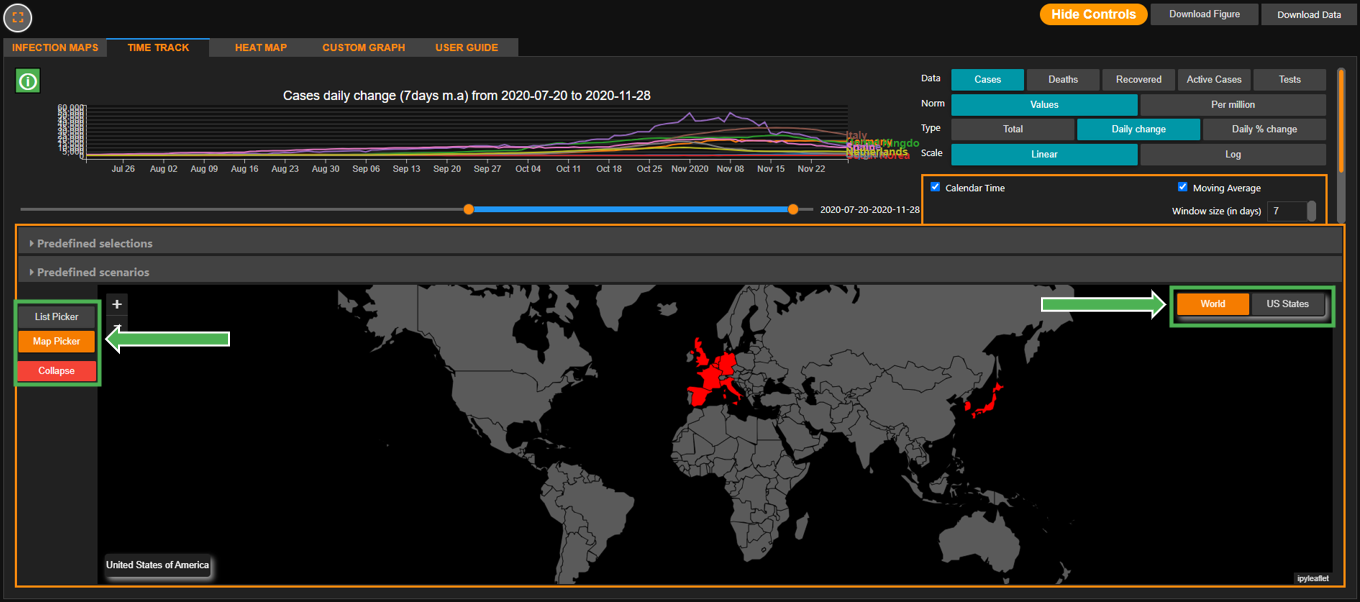 Hide Controls Download Figure Download Data
INFECTION MAPS TIME TRACK HEAT MAP CUSTOM GRAPH USER GUIDE
Cases daily change (7days m.a) from 2020-07-20 to 2020-11-28
60,000
Italy
Germany
Netherlands
Jul 26 Aug 02 Aug 09 Aug 16 Aug 23 Aug 30 Sep 06 Sep 13 Sep 20 Sep 27 Oct 04 Oct 11 Oct 18 Oct 25 Nov 2020 Nov 08 Nov 15 Nov 22
2020-07-20-2020-11-28
Data Cases Deaths Recovered Active Cases Tests
Norm Values Per million
Type Total Daily change Daily % change
Scale Linear Log
Calendar Time Moving Average
Window size (in days) 7
Predefined selections
Predefined scenarios
List Picker
Map Picker
Collapse
+
World US States
United States of America
ipyleaflet